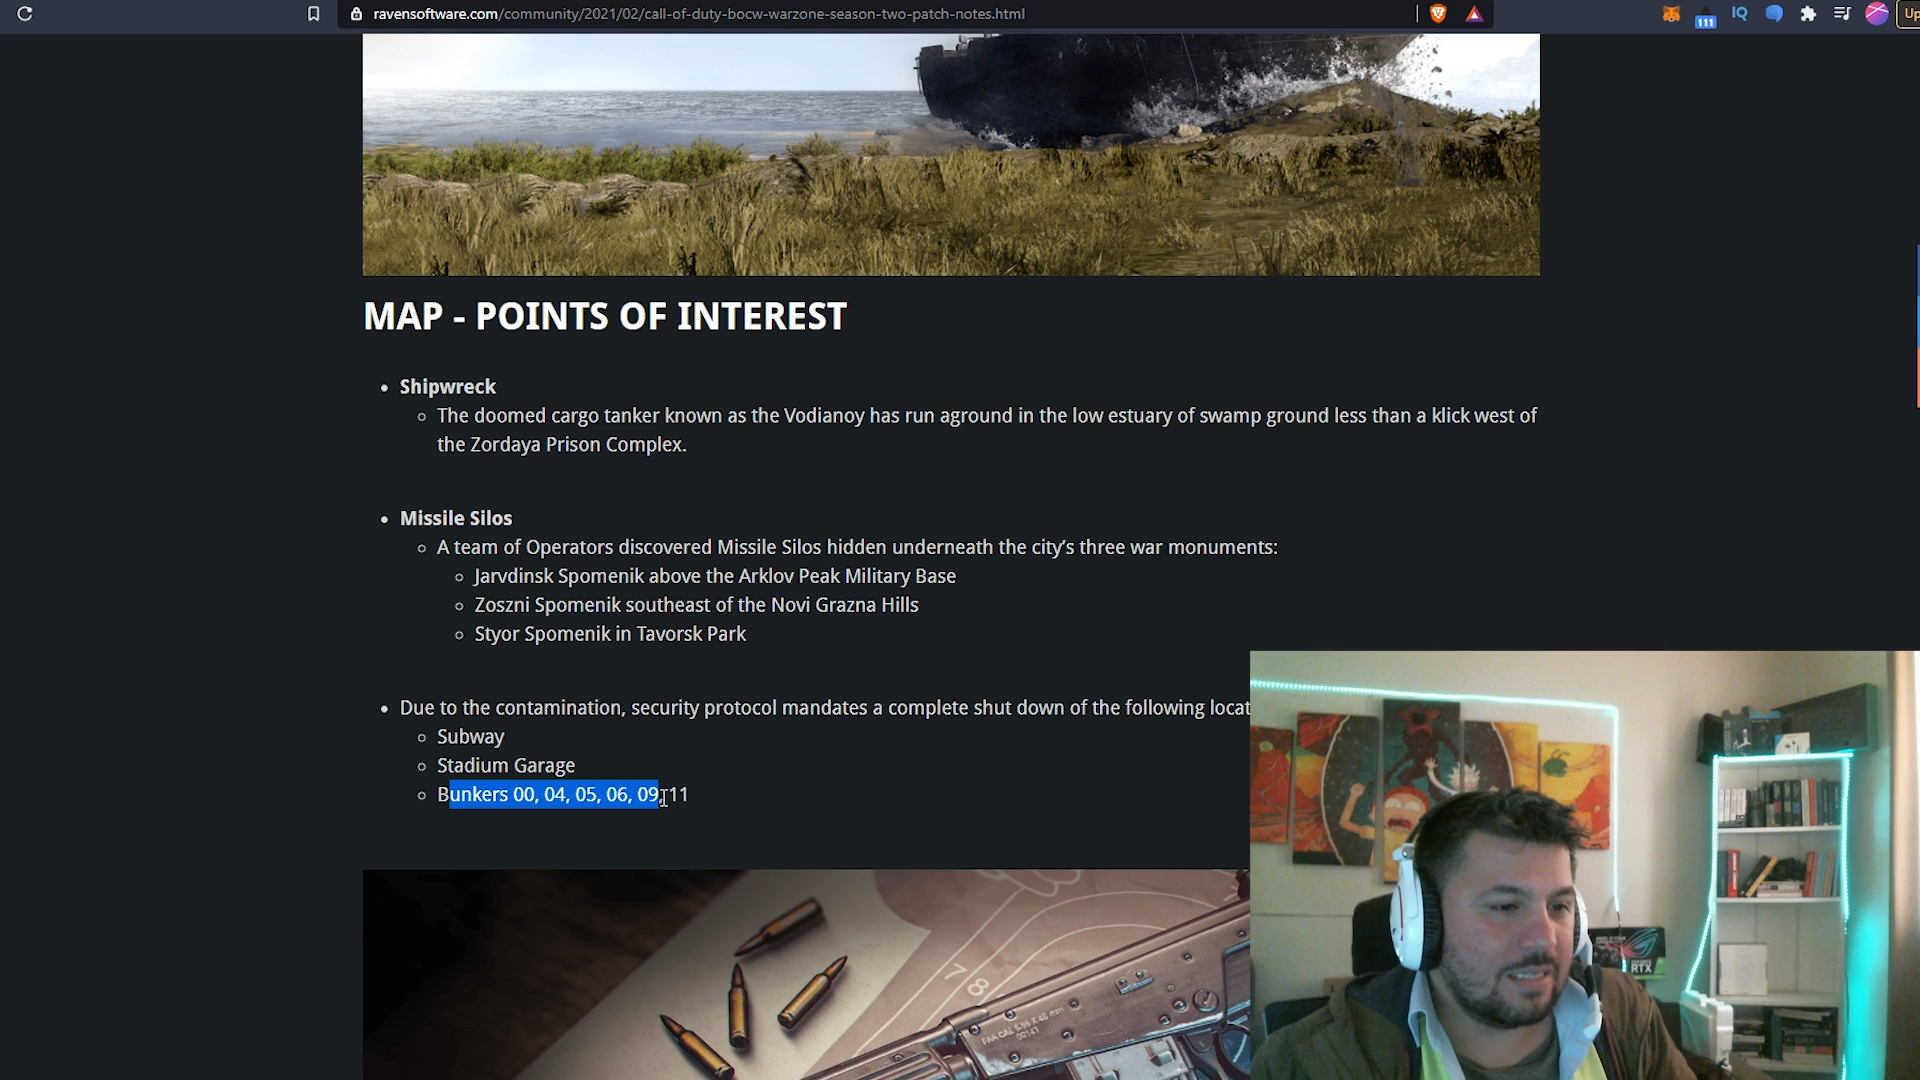 ravensoftware.com/community/2021/02/call-of-duty-bocw-warzone-season-two-patch-notes.html
111
IQ
Up
MAP - POINTS OF INTEREST
• Shipwreck
The doomed cargo tanker known as the Vodianoy has run aground in the low estuary of swamp ground less than a klick west of
the Zordaya Prison Complex.
• Missile Silos
A team of Operators discovered Missile Silos hidden underneath the city’s three war monuments:
Jarvdinsk Spomenik above the Arklov Peak Military Base
Zoszni Spomenik southeast of the Novi Grazna Hills
Styor Spomenik in Tavorsk Park
• Due to the contamination, security protocol mandates a complete shut down of the following locat
Subway
Stadium Garage
Bunkers 00, 04, 05, 06, 09, 11
78
RTX